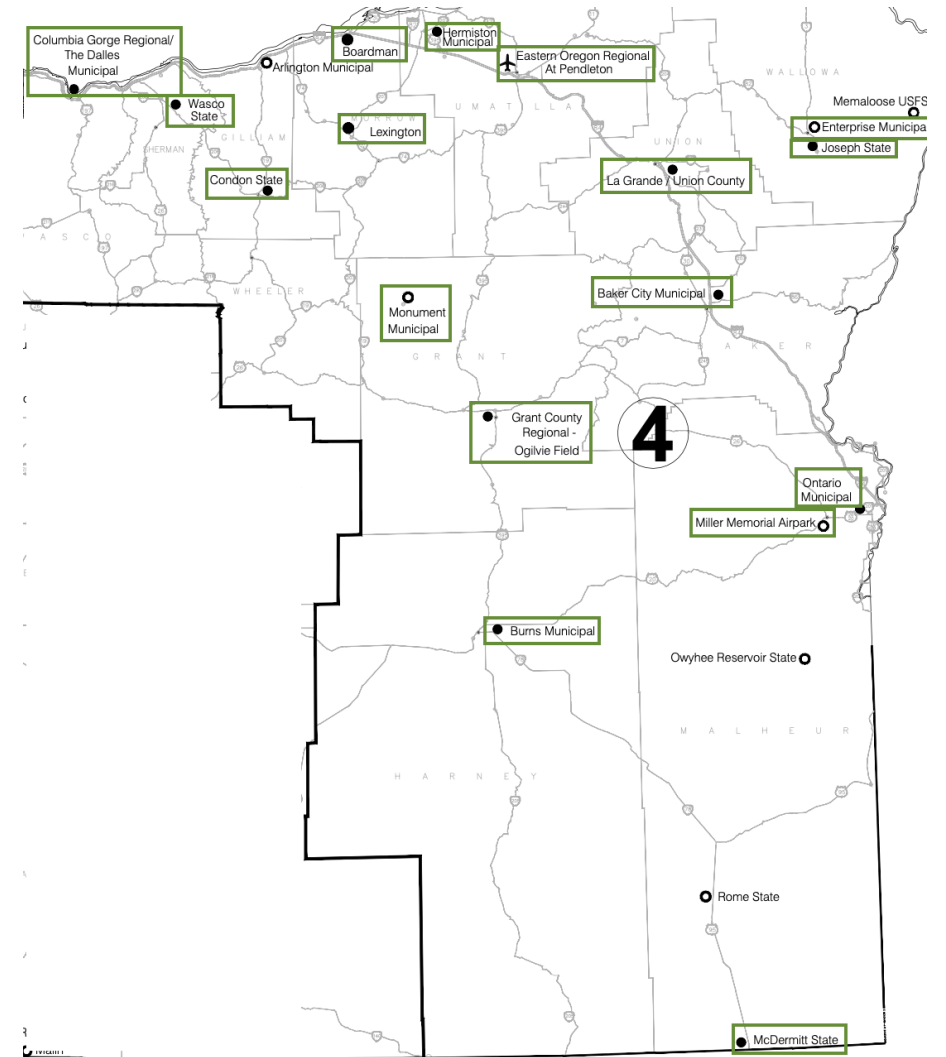 Columbia Gorge Regional/
The Dalles
Municipal
Wasco
State
Arlington Municipal
Boardman
Hermiston
Municipal
Eastern Oregon Regional
At Pendleton
WALLOWA
Memaloose USFS
Enterprise Municipa
Joseph State
UMATILLA
MORROW
Lexington
GILLIAM
SHERMAN
UNION
Condon State
La Grande / Union County
WASCO
WHEELER
Monument
Municipal
Baker City Municipal
GRANT
BAKER
Grant County
Regional -
Ogilvie Field
4
Ontario
Municipal
Miller Memorial Airpark
Burns Municipal
Owyhee Reservoir State
MALHEUR
HARNEY
Rome State
McDermitt State